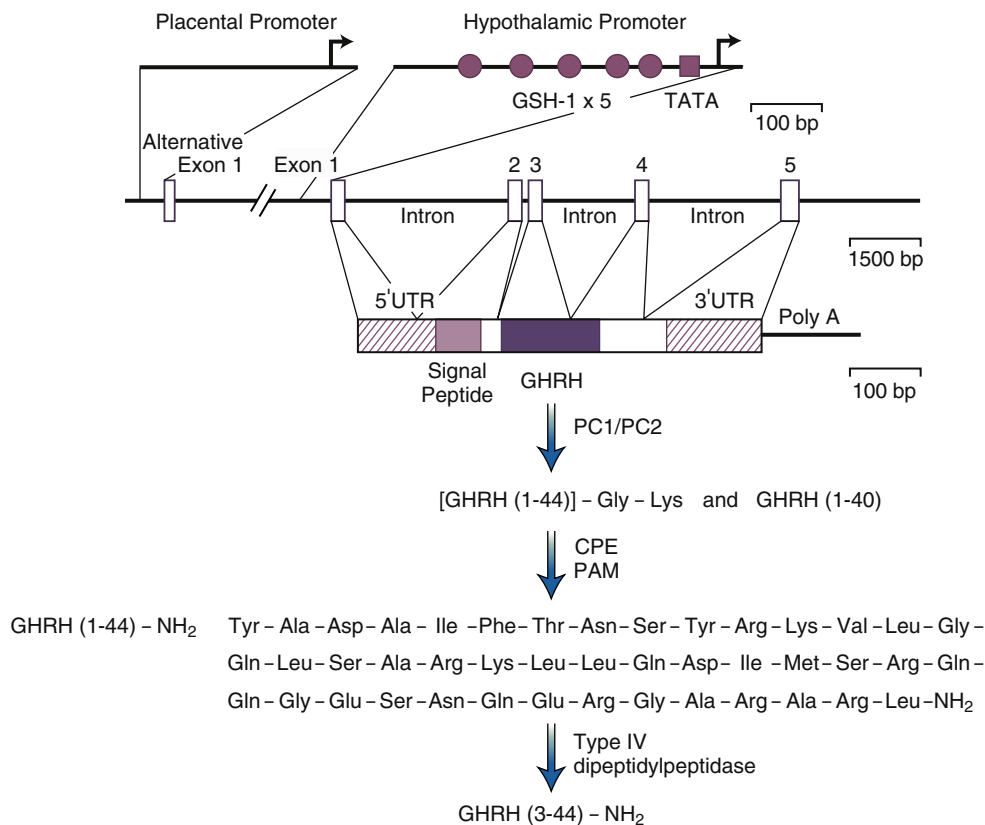 Placental Promoter
Hypothalamic Promoter
GSH-1 x 5
TATA
100 bp
Alternative
Exon 1
Exon 1
2
3
4
5
Intron
Intron
Intron
1500 bp
5'UTR
3'UTR
Poly A
Signal
Peptide
GHRH
100 bp
PC1/PC2
[GHRH (1-44)] – Gly – Lys and GHRH (1-40)
CPE
PAM
GHRH (1-44) – NH₂ Tyr – Ala – Asp – Ala – Ile – Phe – Thr – Asn – Ser – Tyr – Arg – Lys – Val – Leu – Gly –
Gln – Leu – Ser – Ala – Arg – Lys – Leu – Leu – Gln – Asp – Ile – Met – Ser – Arg – Gln –
Gln – Gly – Glu – Ser – Asn – Gln – Glu – Arg – Gly – Ala – Arg – Ala – Arg – Leu – NH₂
Type IV
dipeptidylpeptidase
GHRH (3-44) – NH₂